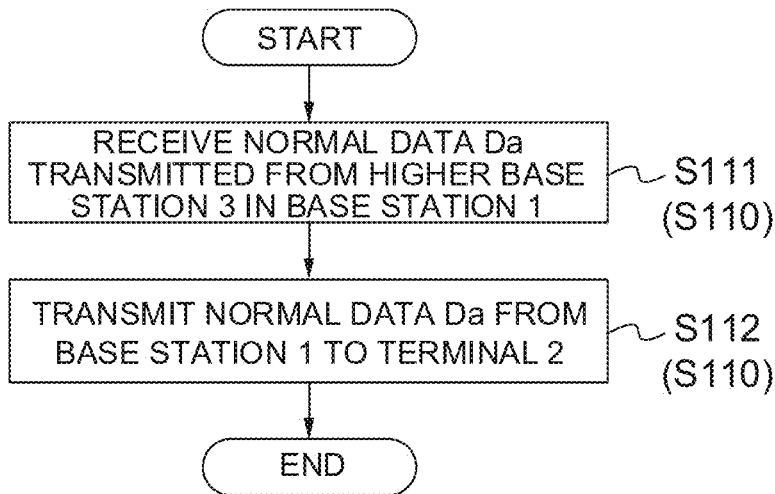 START
RECEIVE NORMAL DATA Da
TRANSMITTED FROM HIGHER BASE
STATION 3 IN BASE STATION 1
S111
(S110)
TRANSMIT NORMAL DATA Da FROM
BASE STATION 1 TO TERMINAL 2
S112
(S110)
END